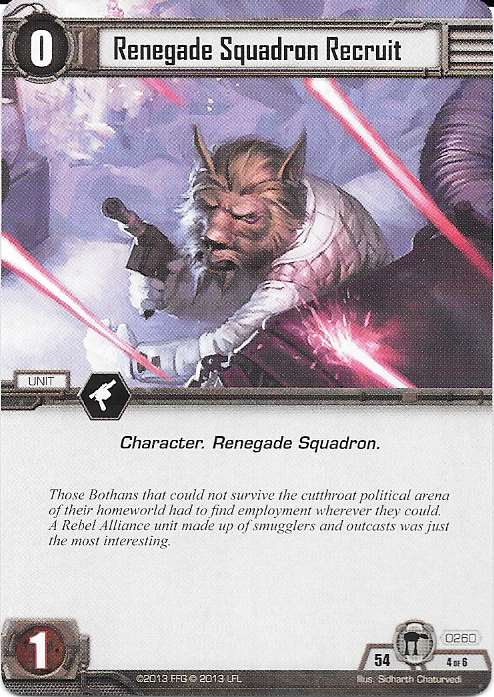 0
Renegade Squadron Recruit
UNIT
Character. Renegade Squadron.
Those Bothans that could not survive the cutthroat political arena
of their homeworld had to find employment wherever they could.
A Rebel Alliance unit made up of smugglers and outcasts was just
the most interesting.
1
54
4 OF 6
0260
©2013 FFG © 2013 LFL
Illus. Sidharth Chaturvedi